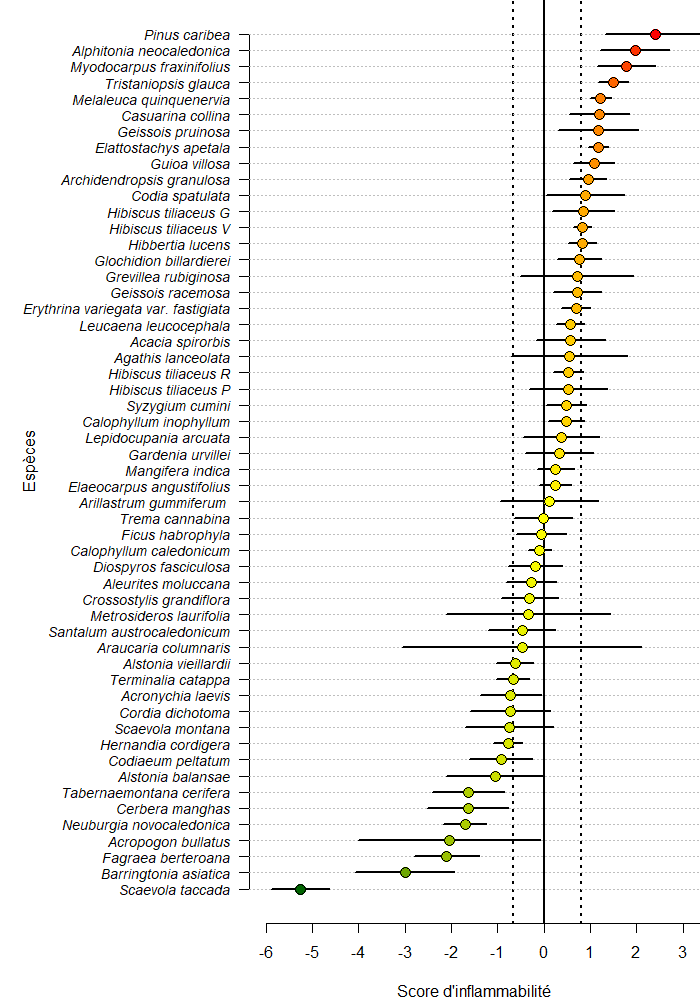 Pinus caribea
Alphitonia neocaledonica
Myodocarpus fraxinifolius
Tristaniopsis glauca
Melaleuca quinquenervia
Casuarina collina
Geissois pruinosa
Elattostachys apetala
Guioa villosa
Archidendropsis granulosa
Codia spatulata
Hibiscus tiliaceus G
Hibiscus tiliaceus V
Hibbertia lucens
Glochidion billardierei
Grevillea rubiginosa
Geissois racemosa
Erythrina variegata var. fastigiata
Leucaena leucocephala
Acacia spirorbis
Agathis lanceolata
Hibiscus tiliaceus R
Hibiscus tiliaceus P
Syzygium cumini
Calophyllum inophyllum
Lepidocupania arcuata
Gardenia urvillei
Mangifera indica
Elaeocarpus angustifolius
Arillastrum gummiferum
Trema cannabina
Ficus habrophyla
Calophyllum caledonicum
Diospyros fasciculosa
Aleurites moluccana
Crossostylis grandiflora
Metrosideros laurifolia
Santalum austrocaledonicum
Araucaria columnaris
Alstonia vieillardii
Terminalia catappa
Acronychia laevis
Cordia dichotoma
Scaevola montana
Hernandia cordigera
Codiaeum peltatum
Alstonia balansae
Tabernaemontana cerifera
Cerbera manghas
Neuburgia novocaledonica
Acropogon bullatus
Fagraea berteroana
Barringtonia asiatica
Scaevola taccada
Espèces
-6 -5 -4 -3 -2 -1 0 1 2 3
Score d'inflammabilité